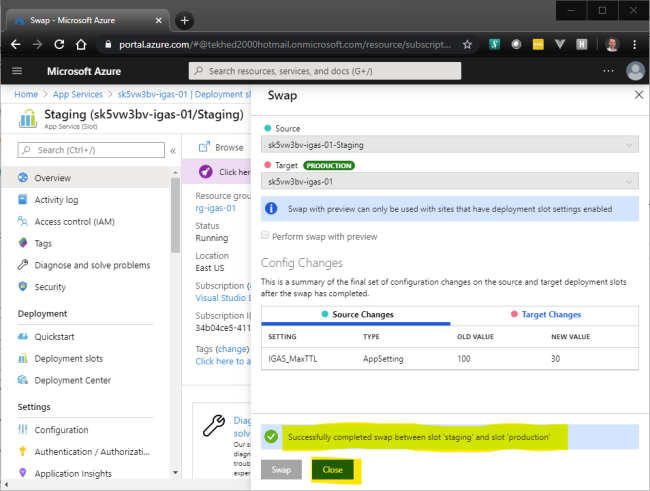 Swap - Microsoft Azure
portal.azure.com/#@tekhed2000hotmail.onmicrosoft.com/resource/subscript...
Microsoft Azure
Search resources, services, and docs (G+/)
Home > App Services > sk5vw3bv-igas-01 | Deployment sl
Staging (sk5vw3bv-igas-01/Staging)
App Service (Slot)
Search (Ctrl+/)
Overview
Activity log
Access control (IAM)
Tags
Diagnose and solve problems
Security
Deployment
Quickstart
Deployment slots
Deployment Center
Settings
Configuration
Authentication / Authorizati...
Application Insights
Browse
Click here
Resource grou
rg-igas-01
Status
Running
Location
East US
Subscription (c
Visual Studio E
Subscription ID
34b04ce5-411
Tags (change)
Click here to a
Diag
solv
Our se
diagno
troub
exper
Swap
Source
sk5vw3bv-igas-01-Staging
Target PRODUCTION
sk5vw3bv-igas-01
Swap with preview can only be used with sites that have deployment slot settings enabled
Perform swap with preview
Config Changes
This is a summary of the final set of configuration changes on the source and target deployment slots
after the swap has completed.
Source Changes Target Changes
SETTING TYPE OLD VALUE NEW VALUE
IGAS_MaxTTL AppSetting 100 30
Successfully completed swap between slot 'staging' and slot 'production'
Swap Close